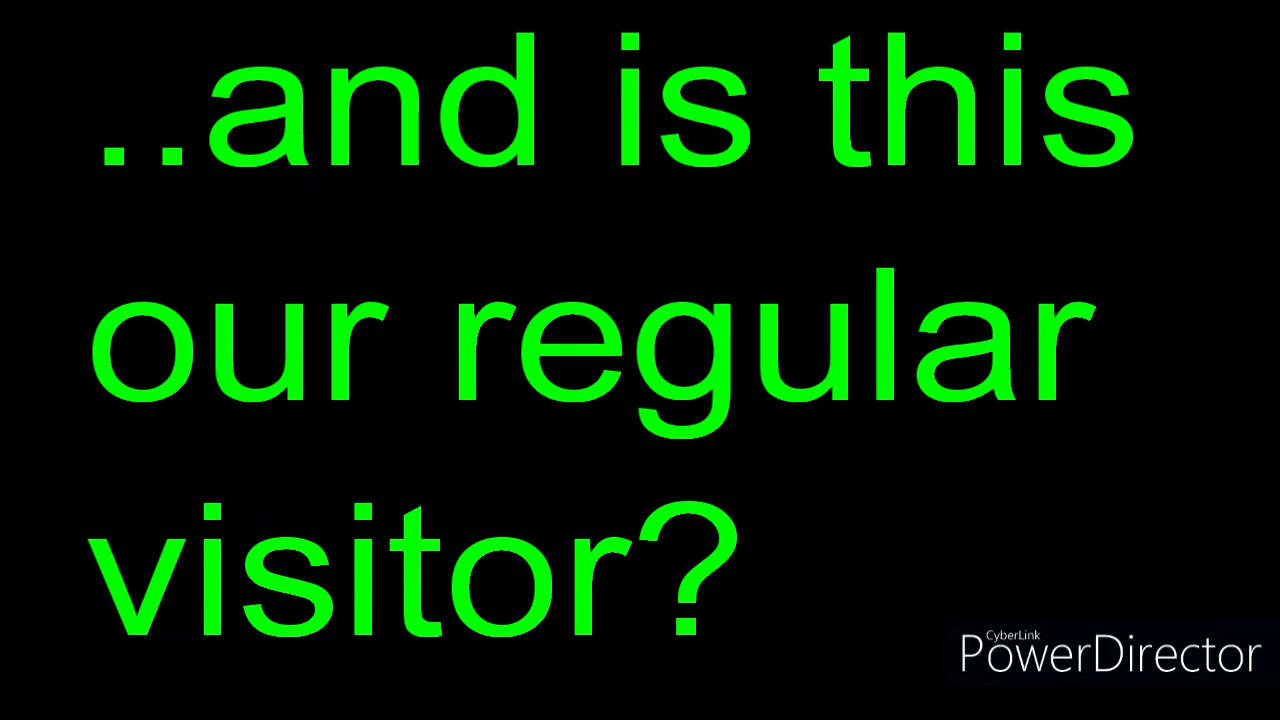 ..and is this
our regular
visitor?
CyberLink
PowerDirector